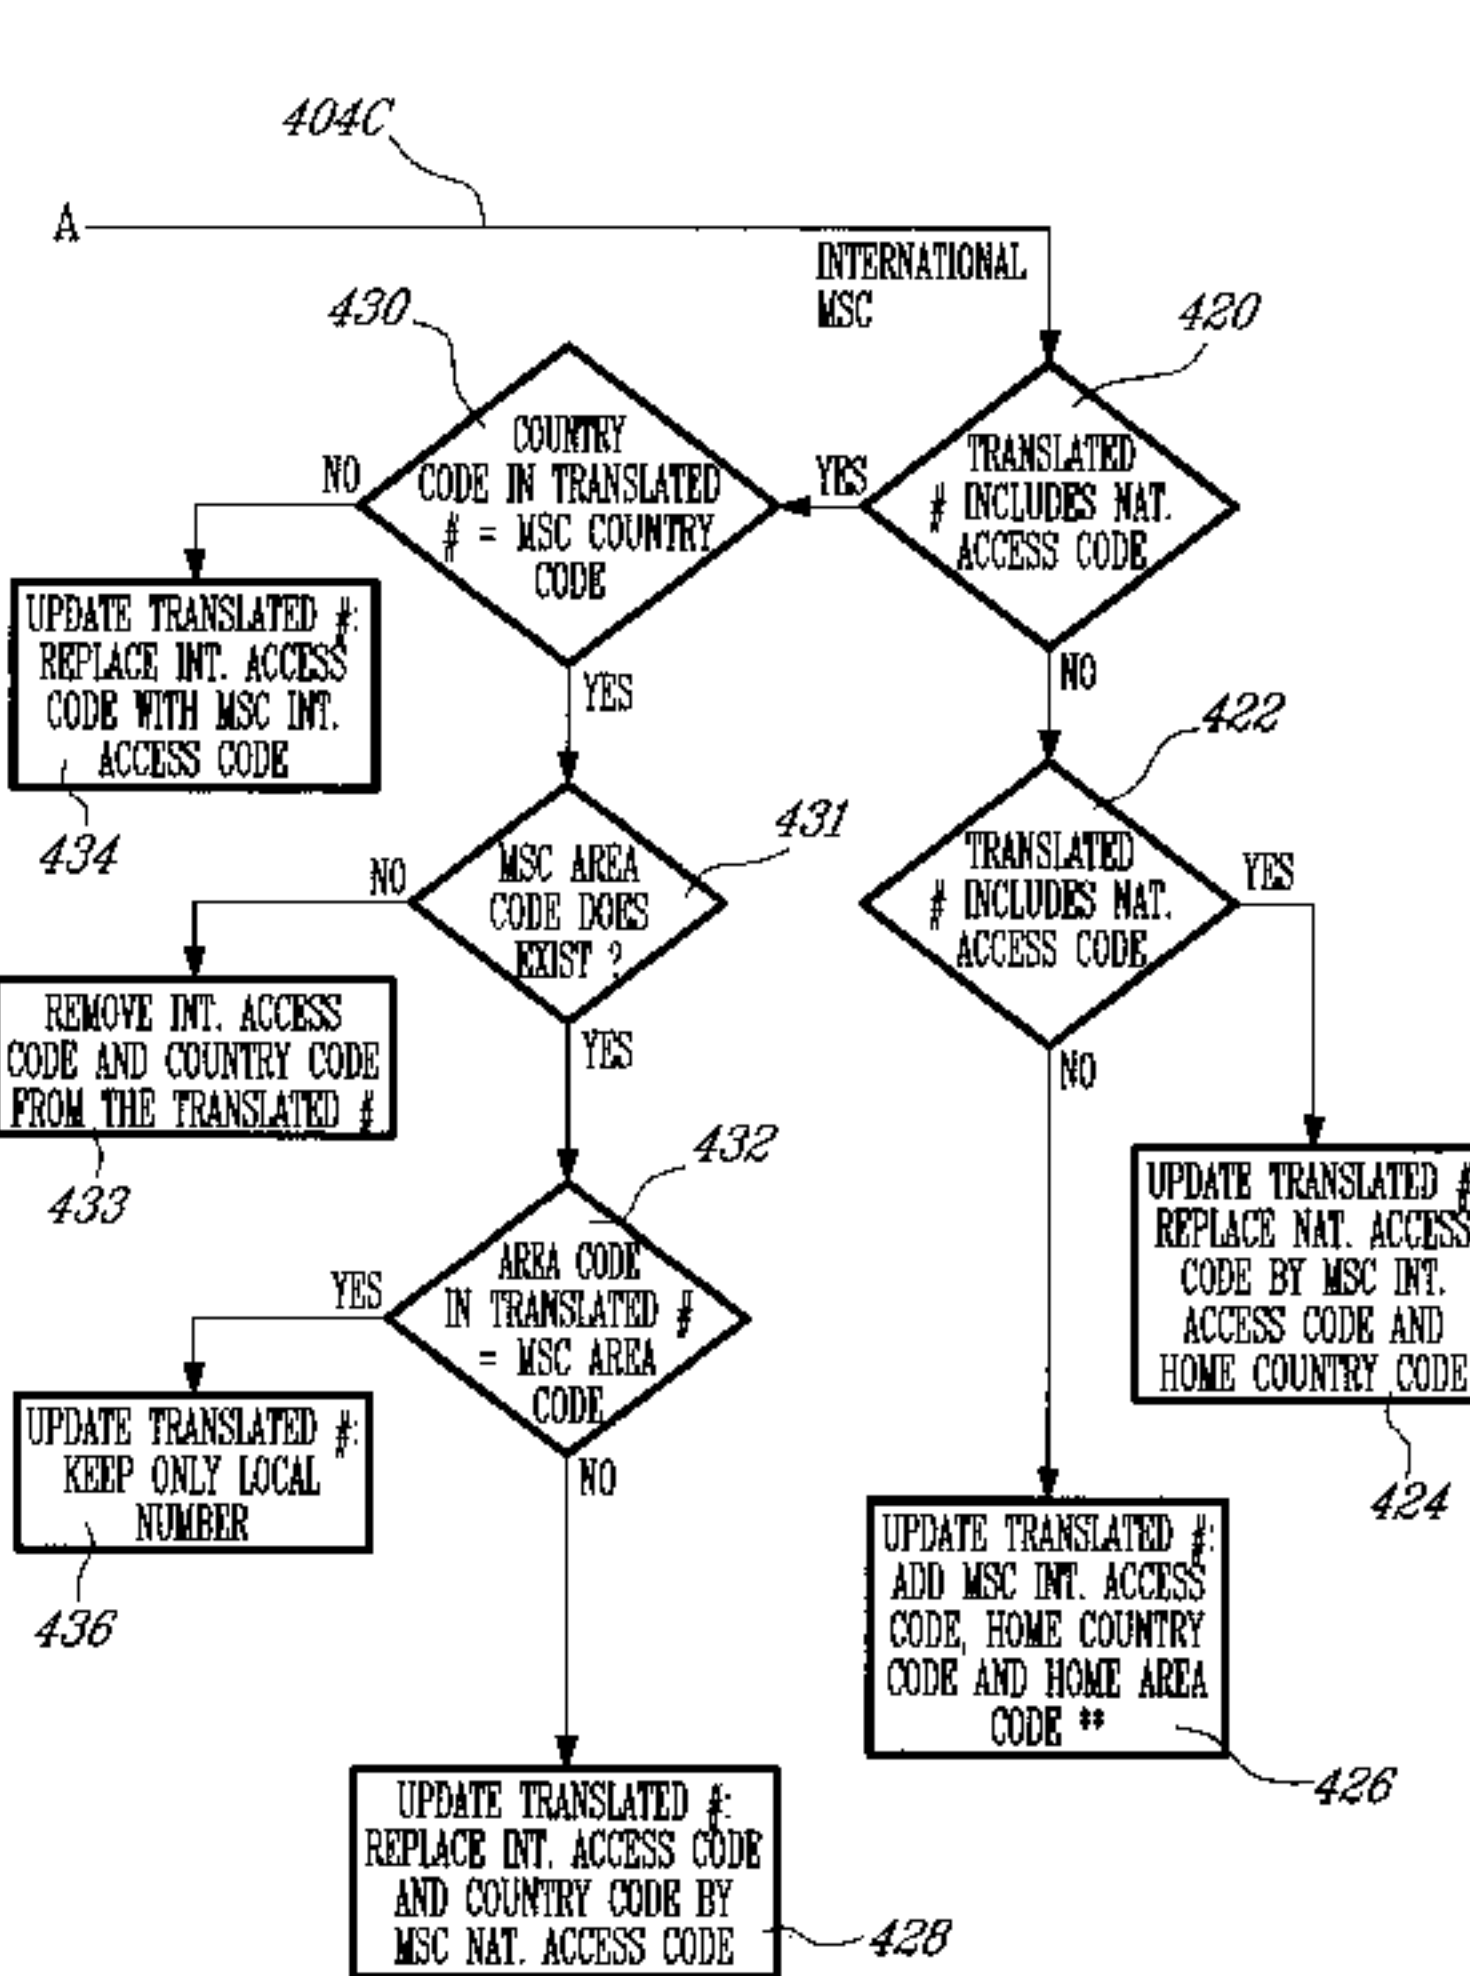 404C
A
INTERNATIONAL
MSC
430
420
COUNTRY
CODE IN TRANSLATED
# = MSC COUNTRY
CODE
NO
YES
TRANSLATED
# INCLUDES NAT.
ACCESS CODE
UPDATE TRANSLATED #:
REPLACE INT. ACCESS
CODE WITH MSC INT.
ACCESS CODE
434
YES
NO
422
MSC AREA
CODE DOES
EXIST ?
431
NO
TRANSLATED
# INCLUDES NAT.
ACCESS CODE
YES
REMOVE INT. ACCESS
CODE AND COUNTRY CODE
FROM THE TRANSLATED #
433
YES
NO
432
AREA CODE
IN TRANSLATED #
= MSC AREA
CODE
YES
UPDATE TRANSLATED #
REPLACE NAT. ACCESS
CODE BY MSC INT.
ACCESS CODE AND
HOME COUNTRY CODE
424
UPDATE TRANSLATED #:
KEEP ONLY LOCAL
NUMBER
436
NO
UPDATE TRANSLATED #:
ADD MSC INT. ACCESS
CODE, HOME COUNTRY
CODE AND HOME AREA
CODE **
426
UPDATE TRANSLATED #:
REPLACE INT. ACCESS CODE
AND COUNTRY CODE BY
MSC NAT. ACCESS CODE
428